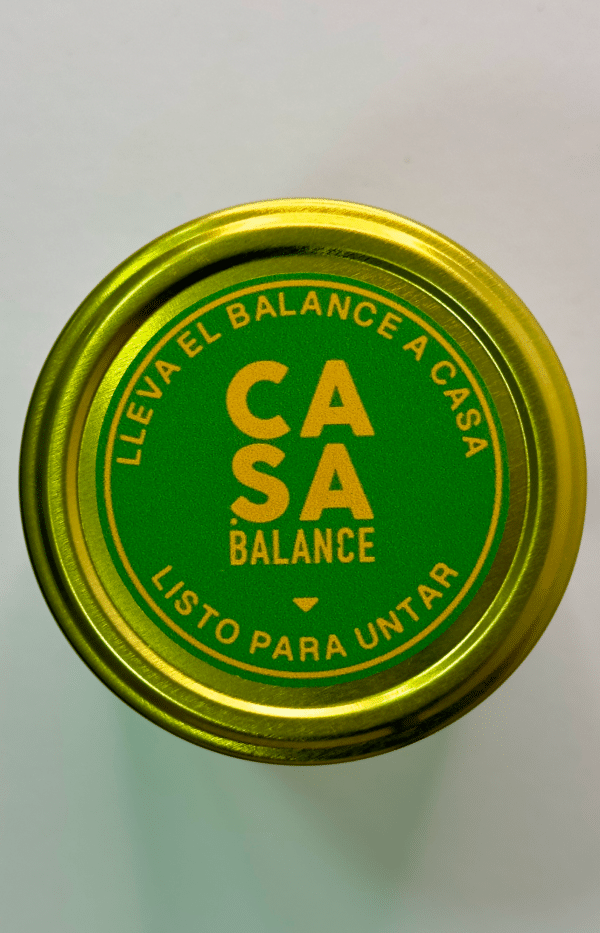 LLEVA EL BALANCE A CASA
CA
SA
BALANCE
LISTO PARA UNTAR